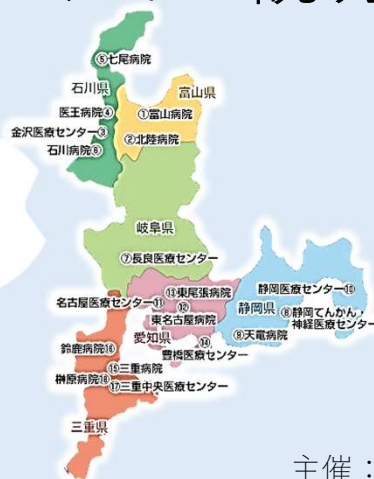 ⑤七尾病院
石川県
富山県
医王病院④
①富山病院
金沢医療センター③
②北陸病院
石川病院⑥
岐阜県
⑦長良医療センター
⑬東尾張病院
静岡医療センター⑩
名古屋医療センター⑪
⑫
静岡県
東名古屋病院
⑧静岡てんかん・
神経医療センター
愛知県
⑭
⑨天竜病院
鈴鹿病院⑯
豊橋医療センター
⑮三重病院
榊原病院⑱
⑰三重中央医療センター
三重県
主催：